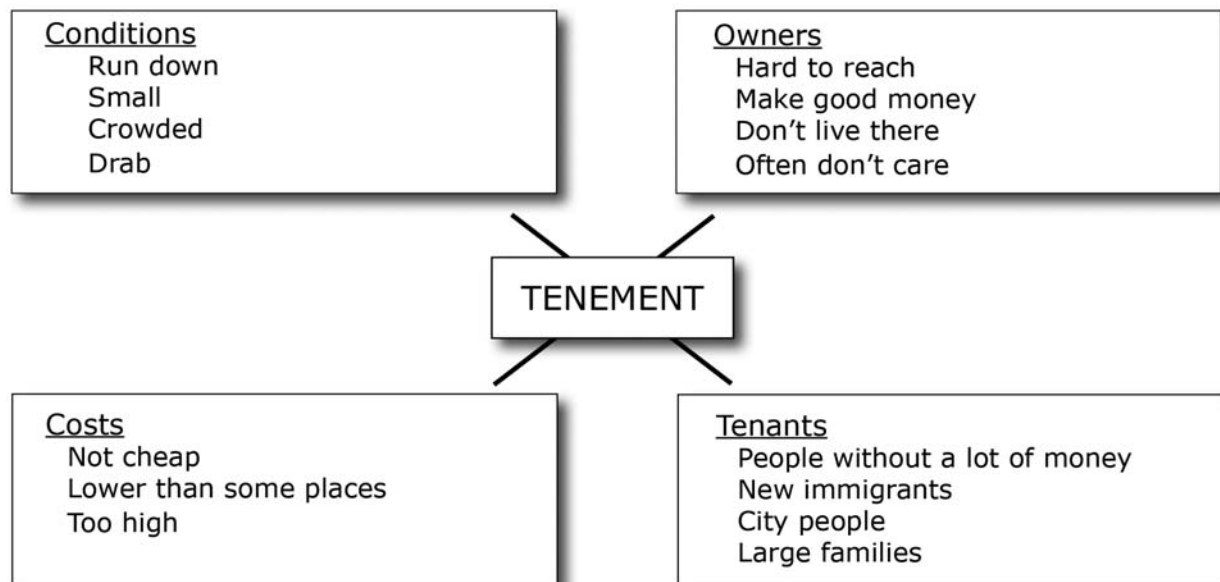 Conditions
Run down
Small
Crowded
Drab
Owners
Hard to reach
Make good money
Don’t live there
Often don’t care
TENEMENT
Costs
Not cheap
Lower than some places
Too high
Tenants
People without a lot of money
New immigrants
City people
Large families